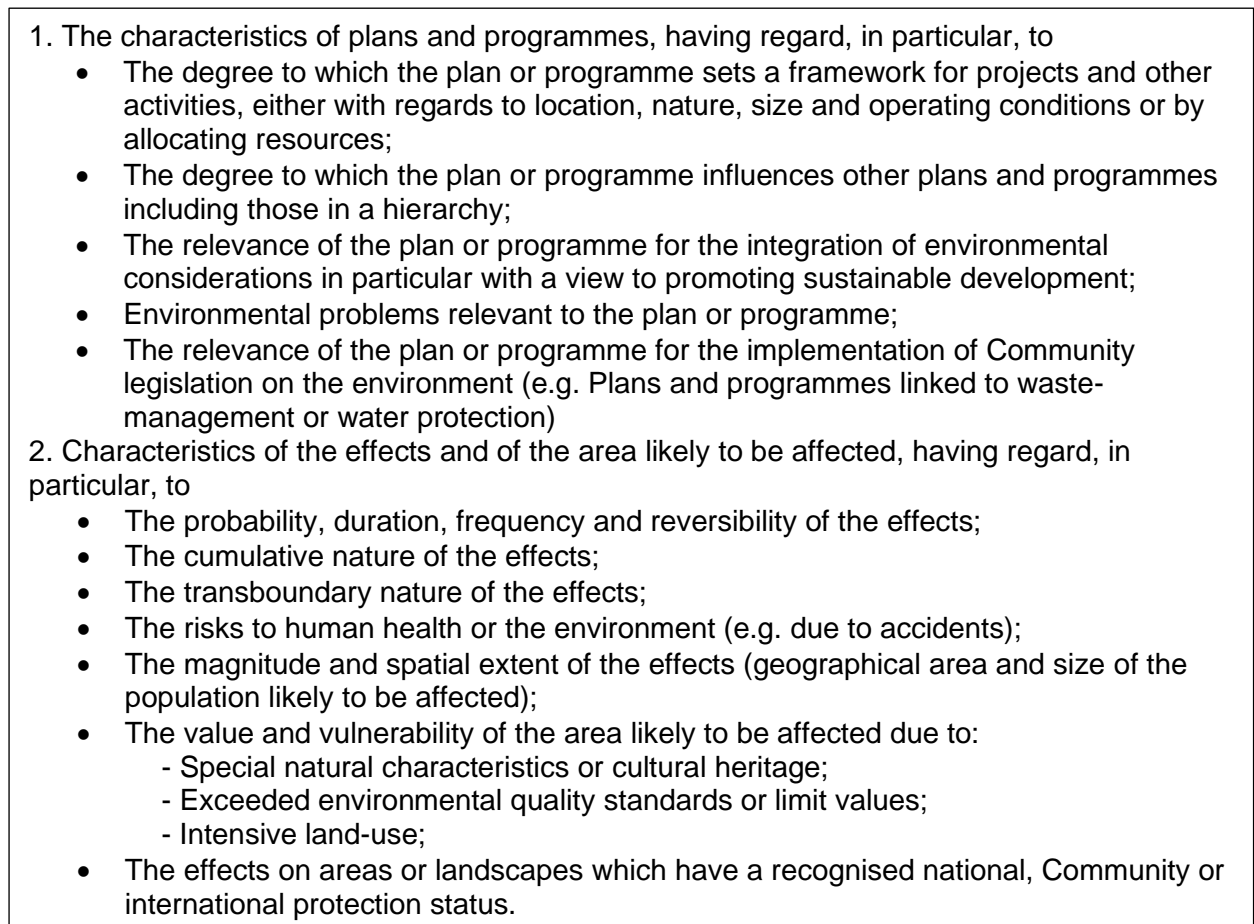 1. The characteristics of plans and programmes, having regard, in particular, to
• The degree to which the plan or programme sets a framework for projects and other
activities, either with regards to location, nature, size and operating conditions or by
allocating resources;
• The degree to which the plan or programme influences other plans and programmes
including those in a hierarchy;
• The relevance of the plan or programme for the integration of environmental
considerations in particular with a view to promoting sustainable development;
• Environmental problems relevant to the plan or programme;
• The relevance of the plan or programme for the implementation of Community
legislation on the environment (e.g. Plans and programmes linked to waste-
management or water protection)
2. Characteristics of the effects and of the area likely to be affected, having regard, in
particular, to
• The probability, duration, frequency and reversibility of the effects;
• The cumulative nature of the effects;
• The transboundary nature of the effects;
• The risks to human health or the environment (e.g. due to accidents);
• The magnitude and spatial extent of the effects (geographical area and size of the
population likely to be affected);
• The value and vulnerability of the area likely to be affected due to:
- Special natural characteristics or cultural heritage;
- Exceeded environmental quality standards or limit values;
- Intensive land-use;
• The effects on areas or landscapes which have a recognised national, Community or
international protection status.